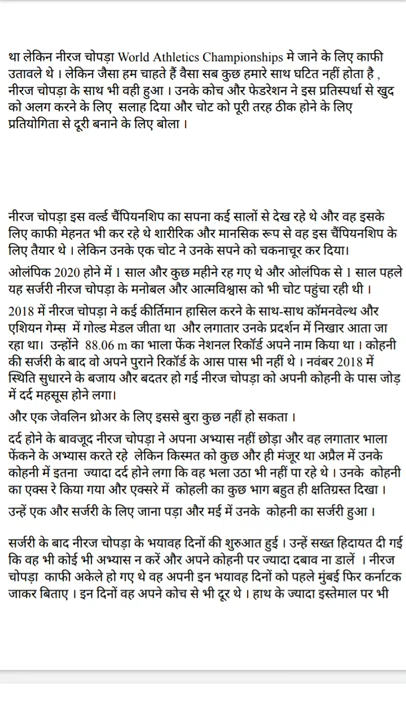 था लेकिन नीरज चोपड़ा World Athletics Championships मे जाने के लिए काफी
उतावले थे । लेकिन जैसा हम चाहते हैं वैसा सब कुछ हमारे साथ घटित नहीं होता है ,
नीरज चोपड़ा के साथ भी वही हुआ । उनके कोच और फेडरेशन ने इस प्रतिस्पर्धा से खुद
को अलग करने के लिए सलाह दिया और चोट को पूरी तरह ठीक होने के लिए
प्रतियोगिता से दूरी बनाने के लिए बोला ।
नीरज चोपड़ा इस वर्ल्ड चैंपियनशिप का सपना कई सालों से देख रहे थे और वह इसके
लिए काफी मेहनत भी कर रहे थे शारीरिक और मानसिक रूप से वह इस चैंपियनशिप के
लिए तैयार थे । लेकिन उनके एक चोट ने उनके सपने को चकनाचूर कर दिया।
ओलंपिक 2020 होने में 1 साल और कुछ महीने रह गए थे और ओलंपिक से 1 साल पहले
यह सर्जरी नीरज चोपड़ा के मनोबल और आत्मविश्वास को भी चोट पहुंचा रही थी ।
2018 में नीरज चोपड़ा ने कई कीर्तिमान हासिल करने के साथ-साथ कॉमनवेल्थ और
एशियन गेम्स में गोल्ड मेडल जीता था और लगातार उनके प्रदर्शन में निखार आता जा
रहा था। उन्होंने 88.06 m का भाला फेंक नेशनल रिकॉर्ड अपने नाम किया था । कोहनी
की सर्जरी के बाद वो अपने पुराने रिकॉर्ड के आस पास भी नहीं थे । नवंबर 2018 में
स्थिति सुधारने के बजाय और बदतर हो गई नीरज चोपड़ा को अपनी कोहनी के पास जोड़
में दर्द महसूस होने लगा।
और एक जेवलिन थ्रोअर के लिए इससे बुरा कुछ नहीं हो सकता ।
दर्द होने के बावजूद नीरज चोपड़ा ने अपना अभ्यास नहीं छोड़ा और वह लगातार भाला
फेंकने के अभ्यास करते रहे लेकिन किस्मत को कुछ और ही मंजूर था अप्रैल में उनके
कोहनी में इतना ज्यादा दर्द होने लगा कि वह भला उठा भी नहीं पा रहे थे । उनके कोहनी
का एक्स रे किया गया और एक्सरे में कोहली का कुछ भाग बहुत ही क्षतिग्रस्त दिखा ।
उन्हें एक और सर्जरी के लिए जाना पड़ा और मई में उनके कोहनी का सर्जरी हुआ ।
सर्जरी के बाद नीरज चोपड़ा के भयावह दिनों की शुरुआत हुई । उन्हें सख्त हिदायत दी गई
कि वह भी कोई भी अभ्यास न करें और अपने कोहनी पर ज्यादा दबाव ना डालें । नीरज
चोपड़ा काफी अकेले हो गए थे वह अपनी इन भयावह दिनों को पहले मुंबई फिर कर्नाटक
जाकर बिताए । इन दिनों वह अपने कोच से भी दूर थे । हाथ के ज्यादा इस्तेमाल पर भी